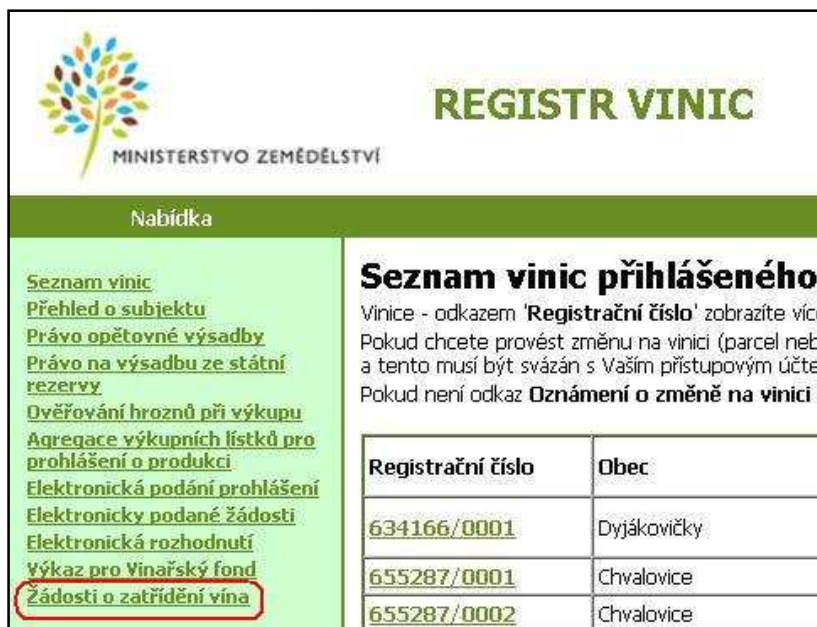 REGISTR VINIC
MINISTERSTVO ZEMĚDĚLSTVÍ
Nabídka
Seznam vinic
Přehled o subjektu
Právo opětovné výsadby
Právo na výsadbu ze státní
rezervy
Ověřování hroznů při výkupu
Agregace výkupních lístků pro
prohlášení o produkci
Elektronická podání prohlášení
Elektronicky podané žádosti
Elektronická rozhodnutí
Výkaz pro Vinařský fond
Žádosti o zatřídění vína
Seznam vinic přihlášeného
Vinice - odkazem 'Registrační číslo' zobrazíte víc
Pokud chcete provést změnu na vinici (parcel neb
a tento musí být svázán s Vaším přístupovým účte
Pokud není odkaz Oznámení o změně na vinici
Registrační číslo Obec
634166/0001 Dyjákovičky
655287/0001 Chvalovice
655287/0002 Chvalovice